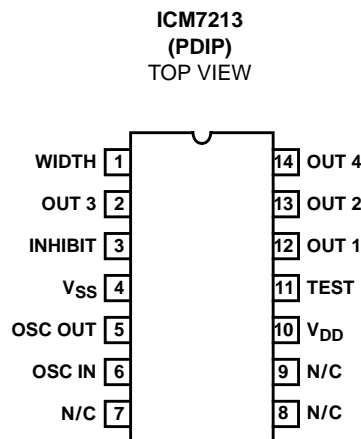 ICM7213
(PDIP)
TOP VIEW
WIDTH 1 14 OUT 4
OUT 3 2 13 OUT 2
INHIBIT 3 12 OUT 1
VSS 4 11 TEST
OSC OUT 5 10 VDD
OSC IN 6 9 N/C
N/C 7 8 N/C